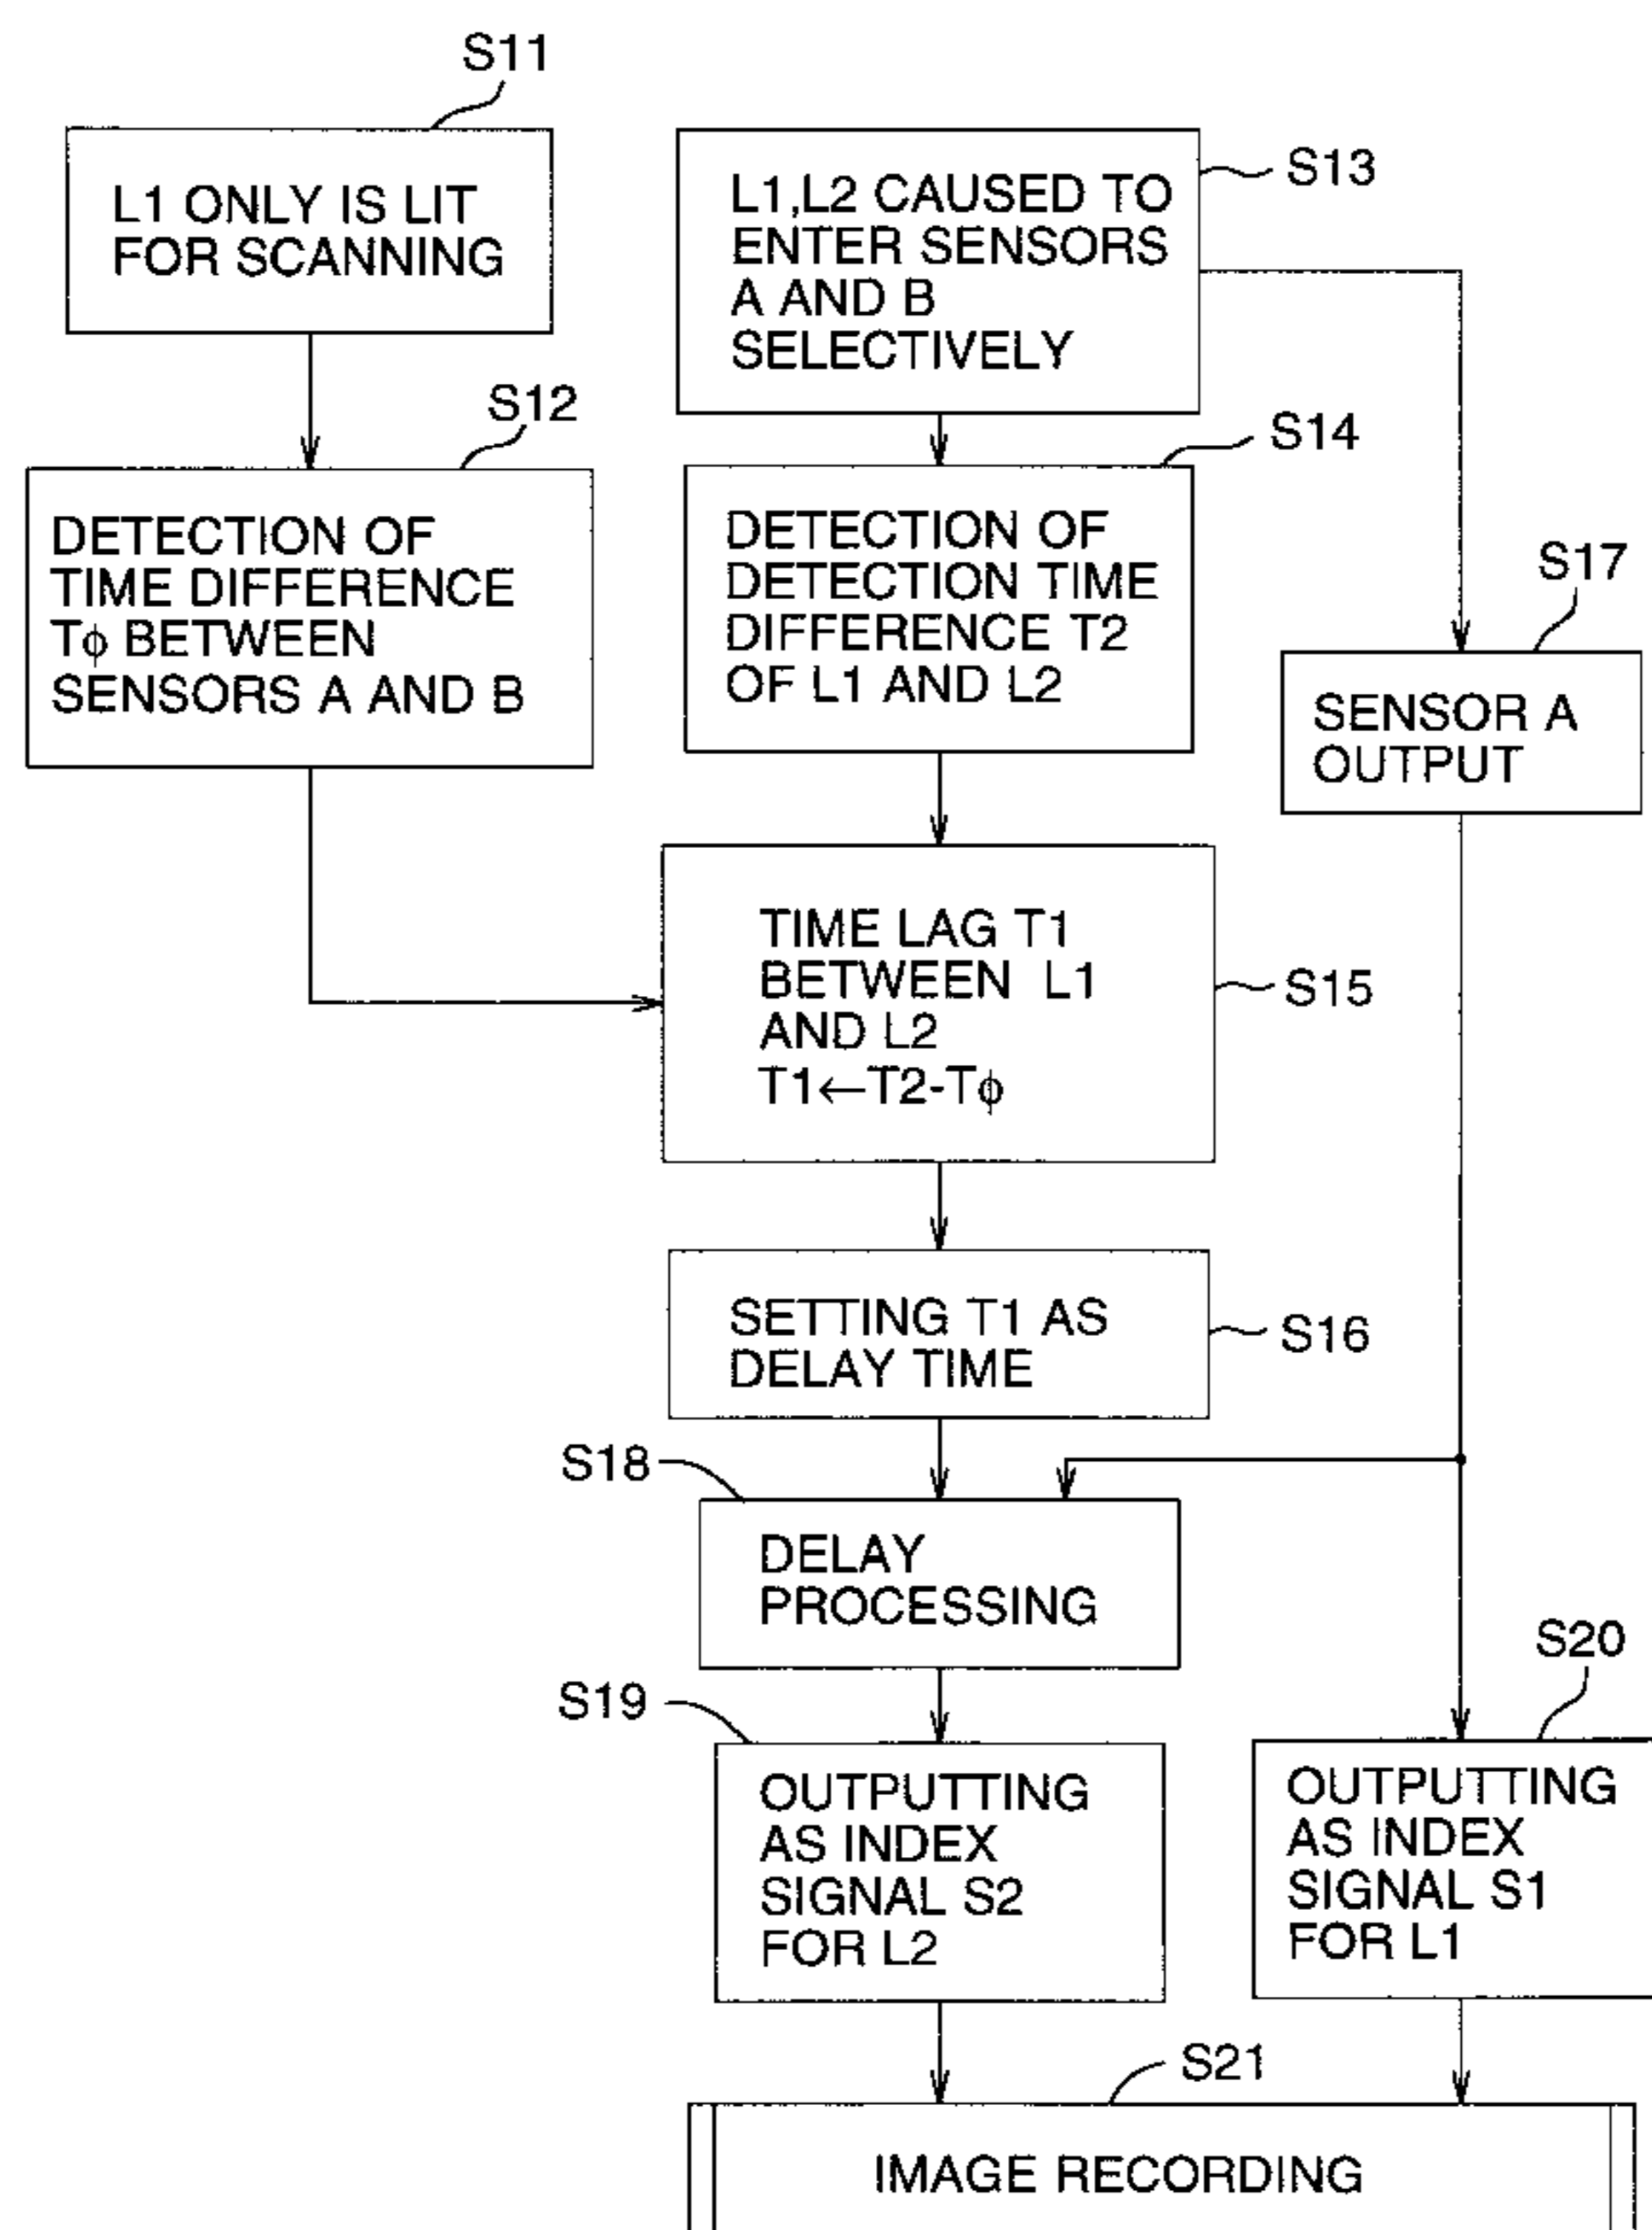 S11
L1 ONLY IS LIT
FOR SCANNING
S13
L1,L2 CAUSED TO
ENTER SENSORS
A AND B
SELECTIVELY
S12
DETECTION OF
TIME DIFFERENCE
Tϕ BETWEEN
SENSORS A AND B
S14
DETECTION OF
DETECTION TIME
DIFFERENCE T2
OF L1 AND L2
S17
SENSOR A
OUTPUT
S15
TIME LAG T1
BETWEEN L1
AND L2
T1←T2-Tϕ
S16
SETTING T1 AS
DELAY TIME
S18
DELAY
PROCESSING
S19
OUTPUTTING
AS INDEX
SIGNAL S2
FOR L2
S20
OUTPUTTING
AS INDEX
SIGNAL S1
FOR L1
S21
IMAGE RECORDING